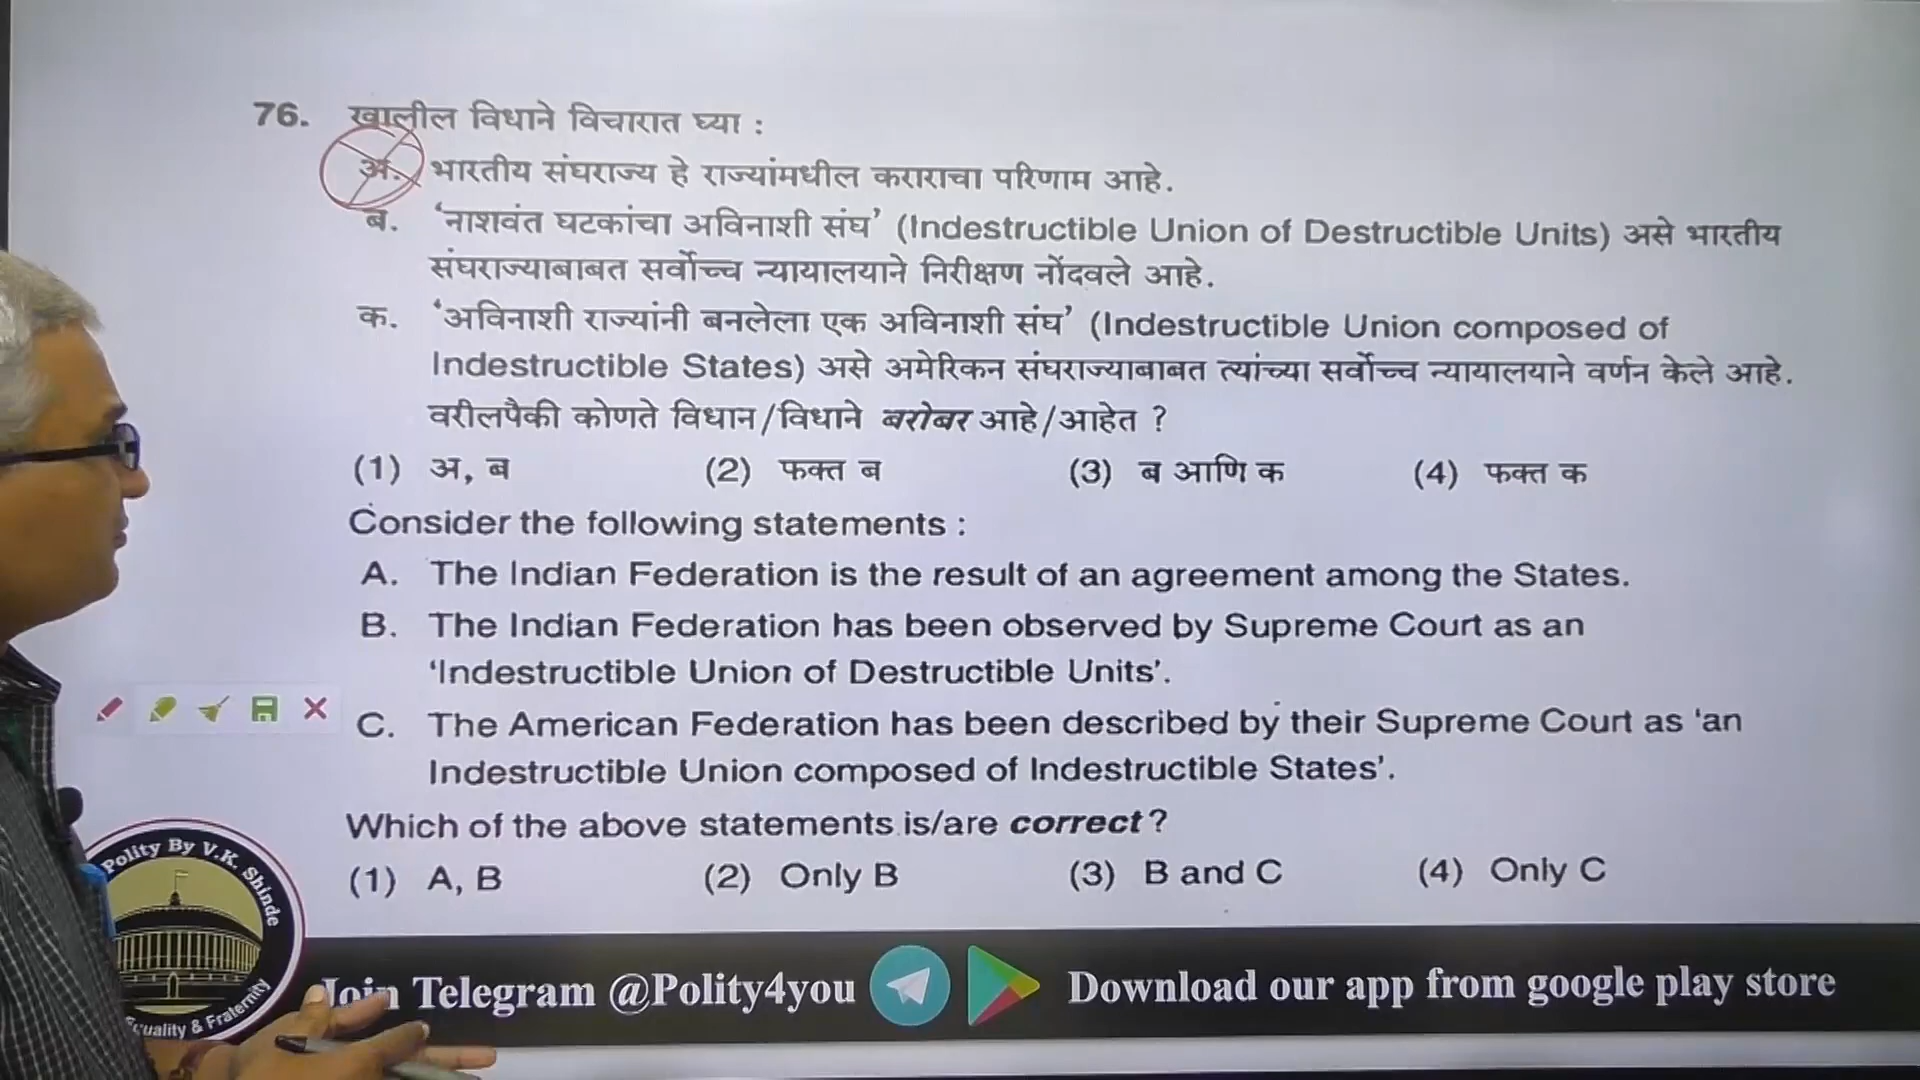 76. खालील विधाने विचारात घ्या :
अ. भारतीय संघराज्य हे राज्यांमधील कराराचा परिणाम आहे.
ब. ‘नाशवंत घटकांचा अविनाशी संघ’ (Indestructible Union of Destructible Units) असे भारतीय
संघराज्याबाबत सर्वोच्च न्यायालयाने निरीक्षण नोंदवले आहे.
क. ‘अविनाशी राज्यांनी बनलेला एक अविनाशी संघ’ (Indestructible Union composed of
Indestructible States) असे अमेरिकन संघराज्याबाबत त्यांच्या सर्वोच्च न्यायालयाने वर्णन केले आहे.
वरीलपैकी कोणते विधान/विधाने बरोबर आहे/आहेत ?
(1) अ, ब (2) फक्त ब (3) ब आणि क (4) फक्त क
Consider the following statements :
A. The Indian Federation is the result of an agreement among the States.
B. The Indian Federation has been observed by Supreme Court as an
‘Indestructible Union of Destructible Units’.
C. The American Federation has been described by their Supreme Court as ‘an
Indestructible Union composed of Indestructible States’.
Which of the above statements is/are correct ?
(1) A, B (2) Only B (3) B and C (4) Only C
Polity By V.K. Shinde
Equality & Fraternity
Join Telegram @Polity4you
Download our app from google play store